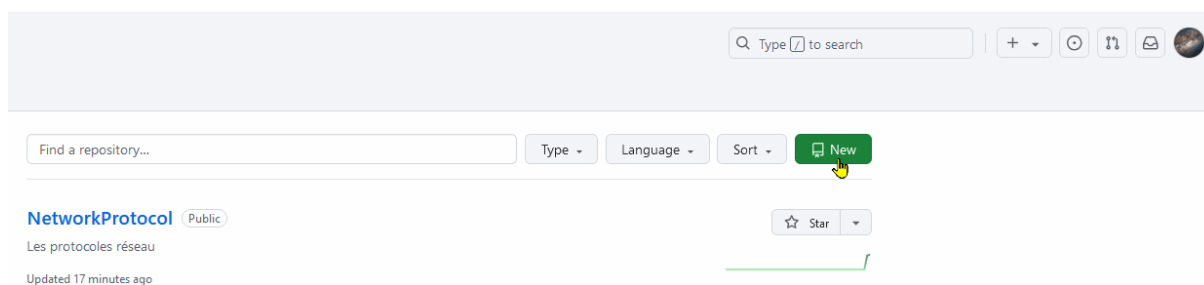 Type / to search
Find a repository...
Type
Language
Sort
New
NetworkProtocol Public
Star
Les protocoles réseau
Updated 17 minutes ago